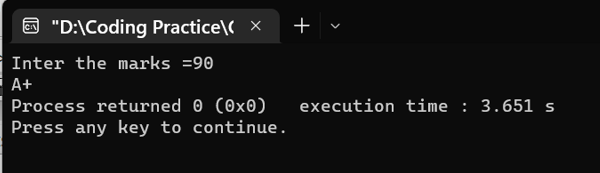 "D:\Coding Practice\
Inter the marks =90
A+
Process returned 0 (0x0)   execution time : 3.651 s
Press any key to continue.